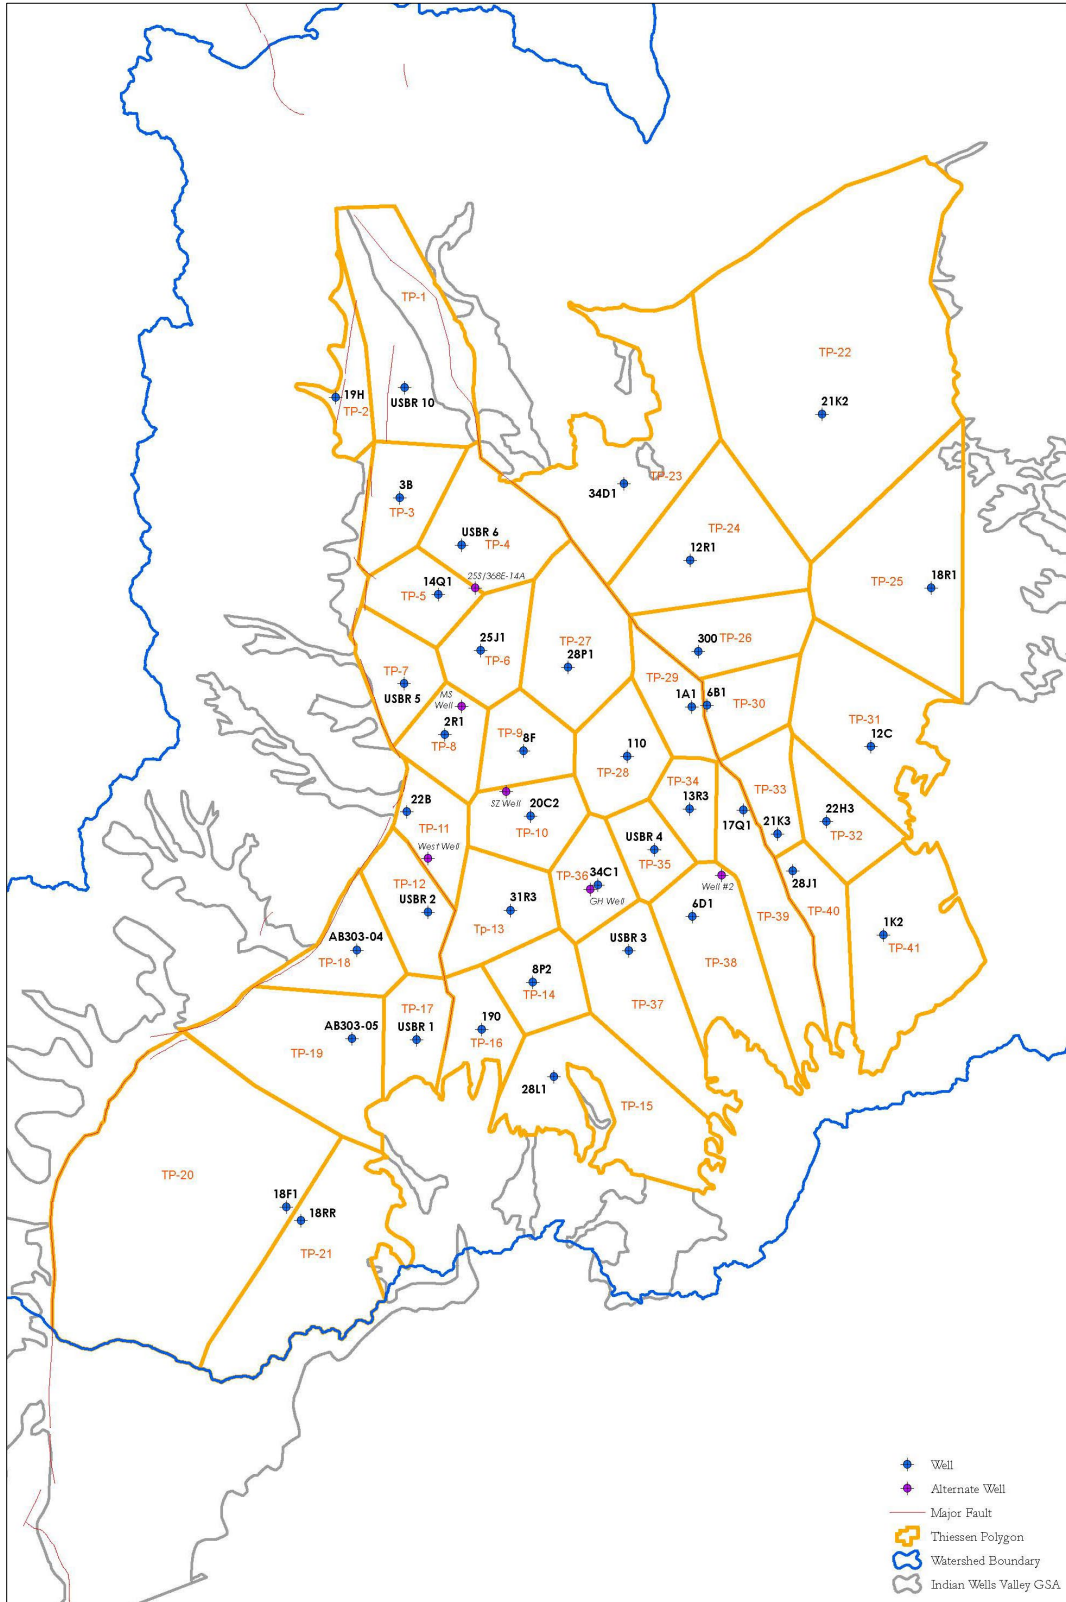 TP-1
TP-22
21K2
19H
USBR 10
TP-2
TP-23
34D1
3B
TP-3
USBR 6
TP-4
TP-24
12R1
14Q1
TP-5
18R1
TP-25
25J1
TP-6
TP-27
28P1
300
TP-26
TP-29
TP-7
USBR 5
MS
Well
2R1
TP-8
1A1
6B1
TP-30
TP-9
8F
110
TP-28
TP-31
12C
22B
TP-11
West Well
SZ Well
20C2
TP-10
TP-34
13R3
TP-33
17Q1
21K3
22H3
TP-32
USBR 4
TP-35
TP-36
34C1
GH Well
Well #2
28J1
TP-12
USBR 2
31R3
Tp-13
6D1
TP-39
TP-40
1K2
TP-41
AB303-04
TP-18
USBR 3
TP-38
8P2
TP-14
TP-37
TP-17
USBR 1
190
TP-16
AB303-05
TP-19
28L1
TP-15
TP-20
18F1
18RR
TP-21
Well
Alternate Well
Major Fault
Thiessen Polygon
Watershed Boundary
Indian Wells Valley GSA